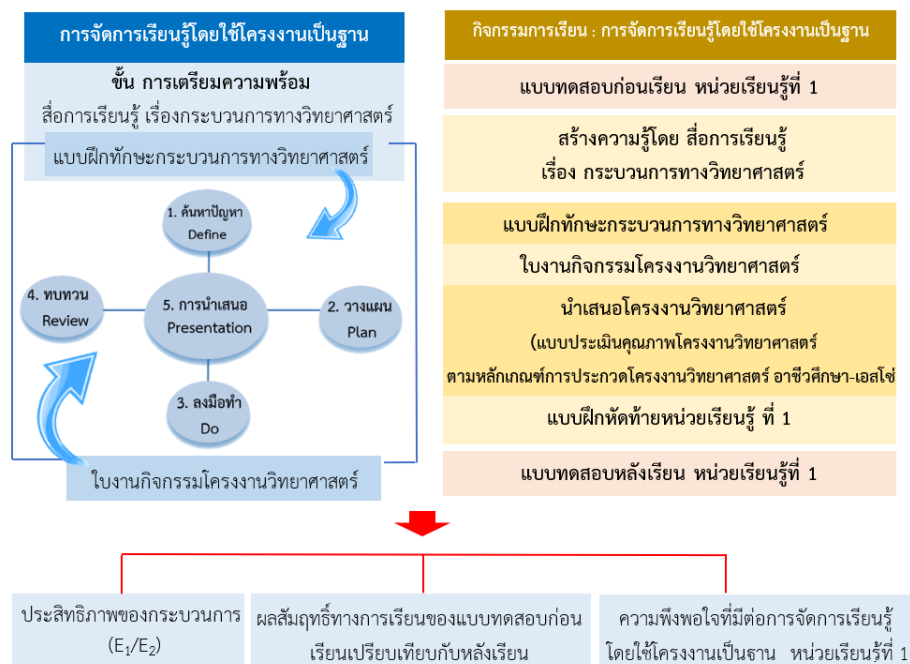 การจัดการเรียนรู้โดยใช้โครงงานเป็นฐาน
ขั้น การเตรียมความพร้อม
สื่อการเรียนรู้ เรื่องกระบวนการทางวิทยาศาสตร์
แบบฝึกทักษะกระบวนการทางวิทยาศาสตร์
1. ค้นหาปัญหา
Define
4. ทบทวน
Review
5. การนำเสนอ
Presentation
2. วางแผน
Plan
3. ลงมือทำ
Do
ใบงานกิจกรรมโครงงานวิทยาศาสตร์
กิจกรรมการเรียน : การจัดการเรียนรู้โดยใช้โครงงานเป็นฐาน
แบบทดสอบก่อนเรียน หน่วยเรียนรู้ที่ 1
สร้างความรู้โดย สื่อการเรียนรู้
เรื่อง กระบวนการทางวิทยาศาสตร์
แบบฝึกทักษะกระบวนการทางวิทยาศาสตร์
ใบงานกิจกรรมโครงงานวิทยาศาสตร์
นำเสนอโครงงานวิทยาศาสตร์
(แบบประเมินคุณภาพโครงงานวิทยาศาสตร์
ตามหลักเกณฑ์การประกวดโครงงานวิทยาศาสตร์ อาชีวศึกษา-เอสโซ่
แบบฝึกหัดท้ายหน่วยเรียนรู้ ที่ 1
แบบทดสอบหลังเรียน หน่วยเรียนรู้ที่ 1
ประสิทธิภาพของกระบวนการ
(E₁/E₂)
ผลสัมฤทธิ์ทางการเรียนของแบบทดสอบก่อน
เรียนเปรียบเทียบกับหลังเรียน
ความพึงพอใจที่มีต่อการจัดการเรียนรู้
โดยใช้โครงงานเป็นฐาน หน่วยเรียนรู้ที่ 1